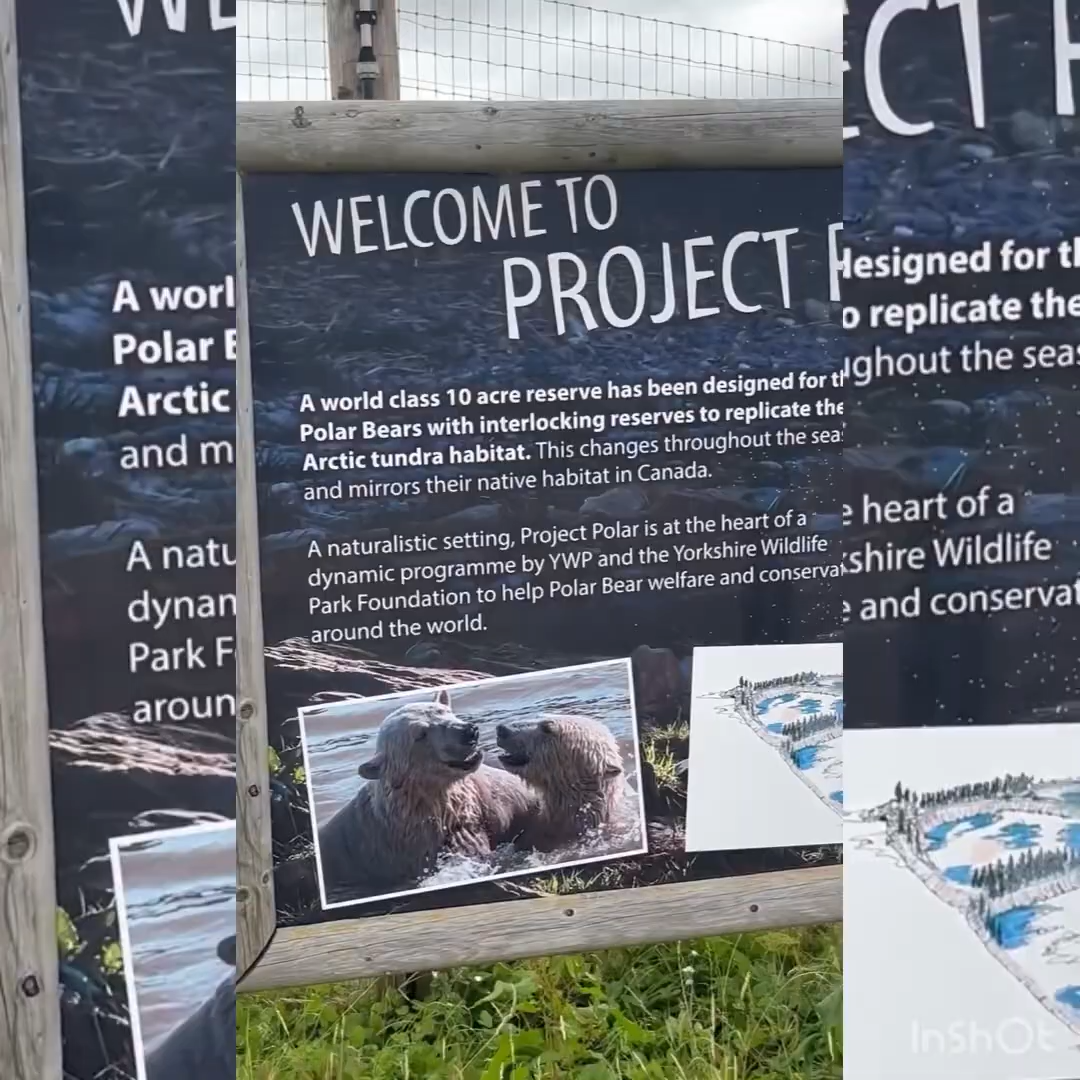 WELCOME TO
PROJECT
A world class 10 acre reserve has been designed for
Polar Bears with interlocking reserves to replicate the
Arctic tundra habitat. This changes throughout the
and mirrors their native habitat in Canada.
A naturalistic setting, Project Polar is at the heart of a
dynamic programme by YWP and the Yorkshire Wildlife
Park Foundation to help Polar Bear welfare and
around the world.
InShOt